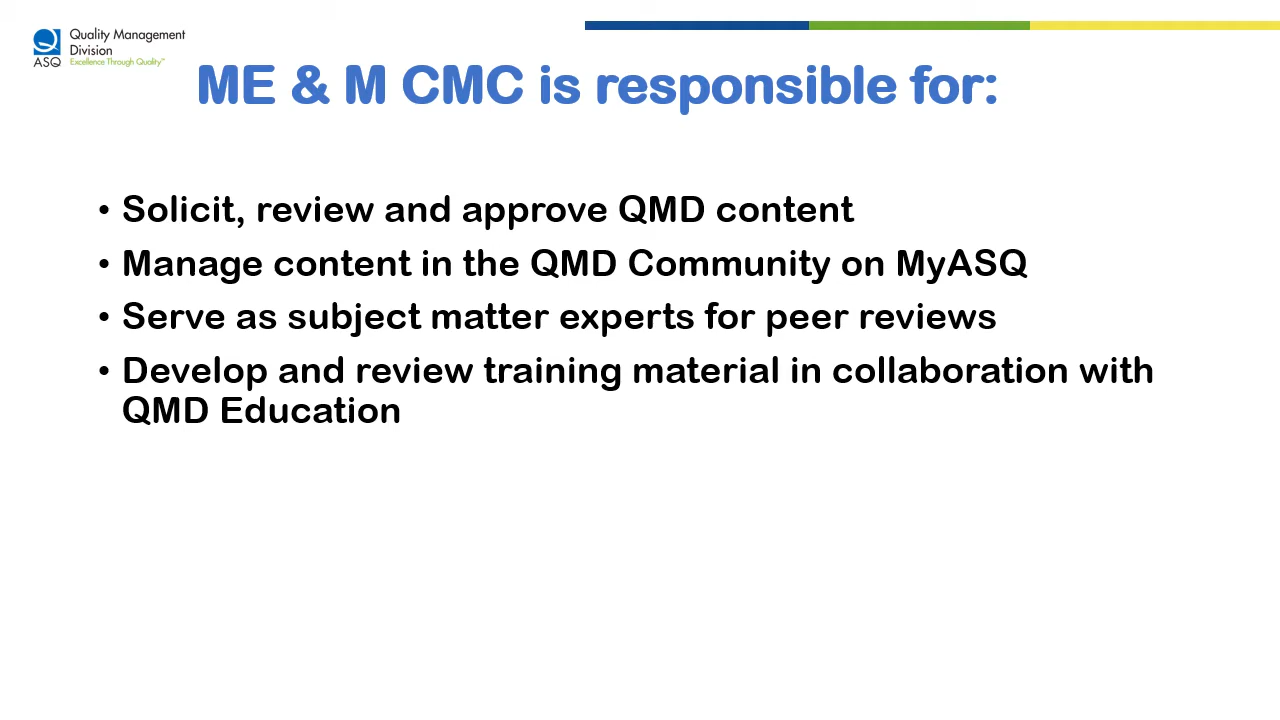 Quality Management
Division
ASQ Excellence Through Quality™
ME & M CMC is responsible for:
• Solicit, review and approve QMD content
• Manage content in the QMD Community on MyASQ
• Serve as subject matter experts for peer reviews
• Develop and review training material in collaboration with
QMD Education